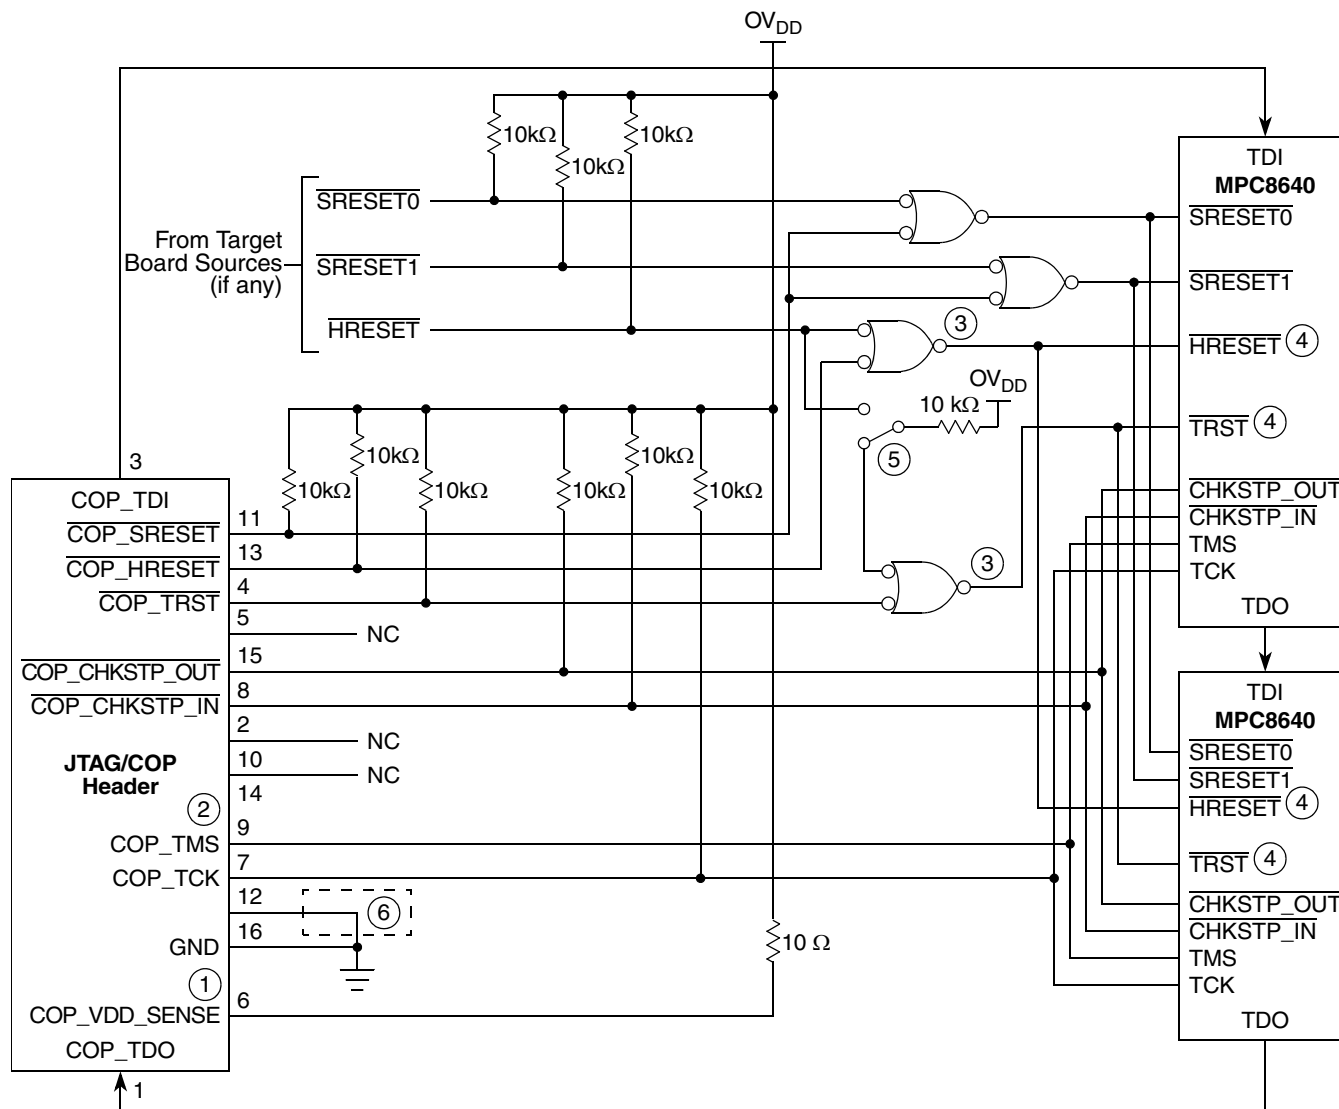 OVDD
10kΩ
10kΩ
10kΩ
From Target
Board Sources
(if any)
SRESET0
SRESET1
HRESET
3
OVDD
10 kΩ
5
10kΩ
10kΩ
10kΩ
10kΩ
10kΩ
10kΩ
3
3
COP_TDI
COP_SRESET
11
COP_HRESET
13
COP_TRST
4
5
NC
COP_CHKSTP_OUT
15
COP_CHKSTP_IN
8
2
NC
10
NC
JTAG/COP
Header
14
2
COP_TMS
9
COP_TCK
7
12
6
GND
16
1
COP_VDD_SENSE
6
10 Ω
COP_TDO
1
TDI
MPC8640
SRESET0
SRESET1
HRESET 4
TRST 4
CHKSTP_OUT
CHKSTP_IN
TMS
TCK
TDO
TDI
MPC8640
SRESET0
SRESET1
HRESET 4
TRST 4
CHKSTP_OUT
CHKSTP_IN
TMS
TCK
TDO